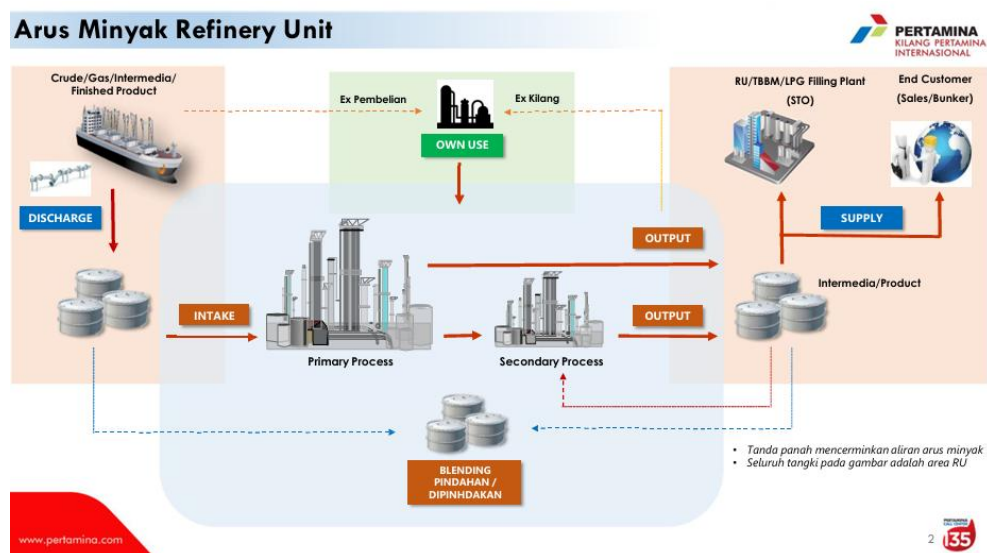 Arus Minyak Refinery Unit
PERTAMINA
KILANG PERTAMINA
INTERNASIONAL
Crude/Gas/Intermedia/
Finished Product
Ex Pembelian
Ex Kilang
OWN USE
RU/TBBM/LPG Filling Plant
(STO)
End Customer
(Sales/Bunker)
DISCHARGE
SUPPLY
OUTPUT
Intermedia/Product
INTAKE
OUTPUT
Primary Process
Secondary Process
BLENDING
PINDAHAN /
DIPINHDAKAN
• Tanda panah mencerminkan aliran arus minyak
• Seluruh tangki pada gambar adalah area RU
www.pertamina.com
2
PERTAMINA
CALL CENTER
135